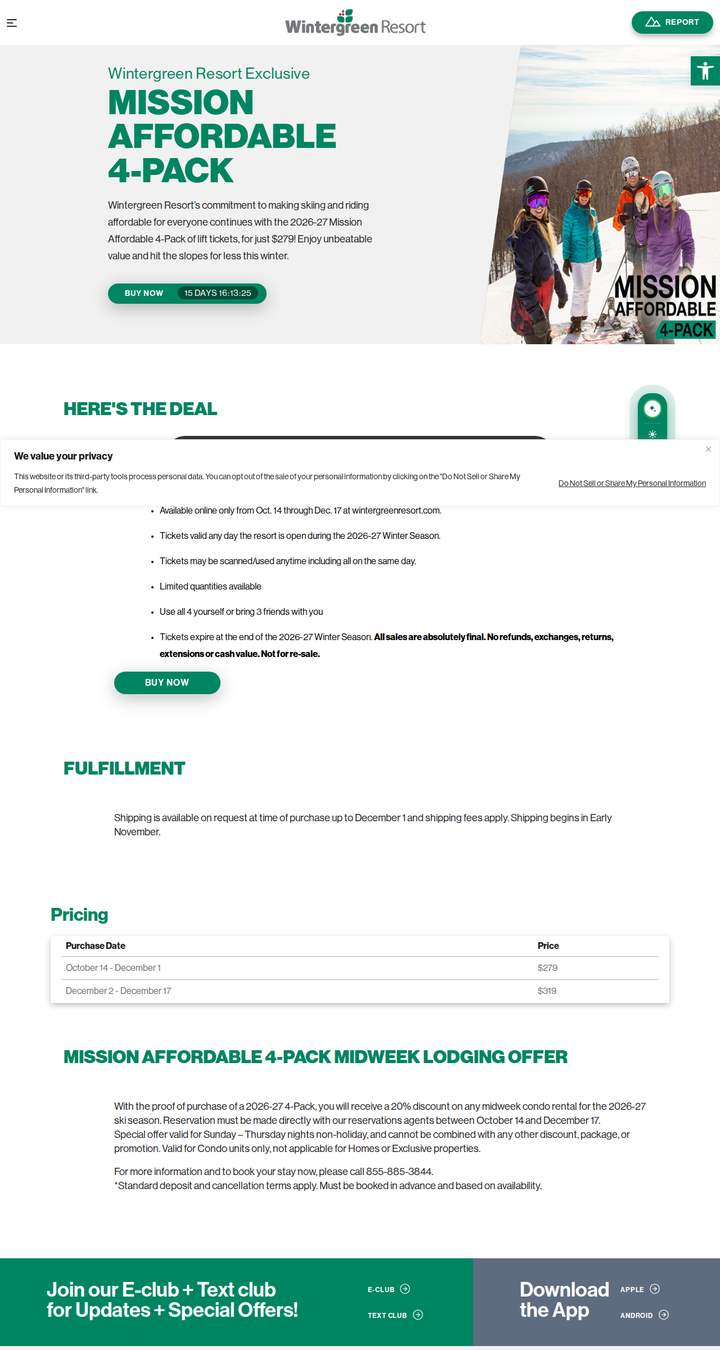 Wintergreen Resort
REPORT
Wintergreen Resort Exclusive
MISSION
AFFORDABLE
4-PACK
Wintergreen Resort's commitment to making skiing and riding
affordable for everyone continues with the 2026-27 Mission
Affordable 4-Pack of lift tickets, for just $279! Enjoy unbeatable
value and hit the slopes for less this winter.
BUY NOW 15 DAYS 16:13:25
MISSION
AFFORDABLE
4-PACK
HERE'S THE DEAL
We value your privacy
This website or its third-party tools process personal data. You can opt out of the sale of your personal information by clicking on the "Do Not Sell or Share My
Personal Information" link.
Do Not Sell or Share My Personal Information
• Available online only from Oct. 14 through Dec. 17 at wintergreenresort.com.
• Tickets valid any day the resort is open during the 2026-27 Winter Season.
• Tickets may be scanned/used anytime including all on the same day.
• Limited quantities available
• Use all 4 yourself or bring 3 friends with you
• Tickets expire at the end of the 2026-27 Winter Season. All sales are absolutely final. No refunds, exchanges, returns,
extensions or cash value. Not for re-sale.
BUY NOW
FULFILLMENT
Shipping is available on request at time of purchase up to December 1 and shipping fees apply. Shipping begins in Early
November.
Pricing
Purchase Date Price
October 14 - December 1 $279
December 2 - December 17 $319
MISSION AFFORDABLE 4-PACK MIDWEEK LODGING OFFER
With the proof of purchase of a 2026-27 4-Pack, you will receive a 20% discount on any midweek condo rental for the 2026-27
ski season. Reservation must be made directly with our reservations agents between October 14 and December 17.
Special offer valid for Sunday – Thursday nights non-holiday, and cannot be combined with any other discount, package, or
promotion. Valid for Condo units only, not applicable for Homes or Exclusive properties.
For more information and to book your stay now, please call 855-885-3844.
*Standard deposit and cancellation terms apply. Must be booked in advance and based on availability.
Join our E-club + Text club
for Updates + Special Offers!
E-CLUB
TEXT CLUB
Download
the App
APPLE
ANDROID